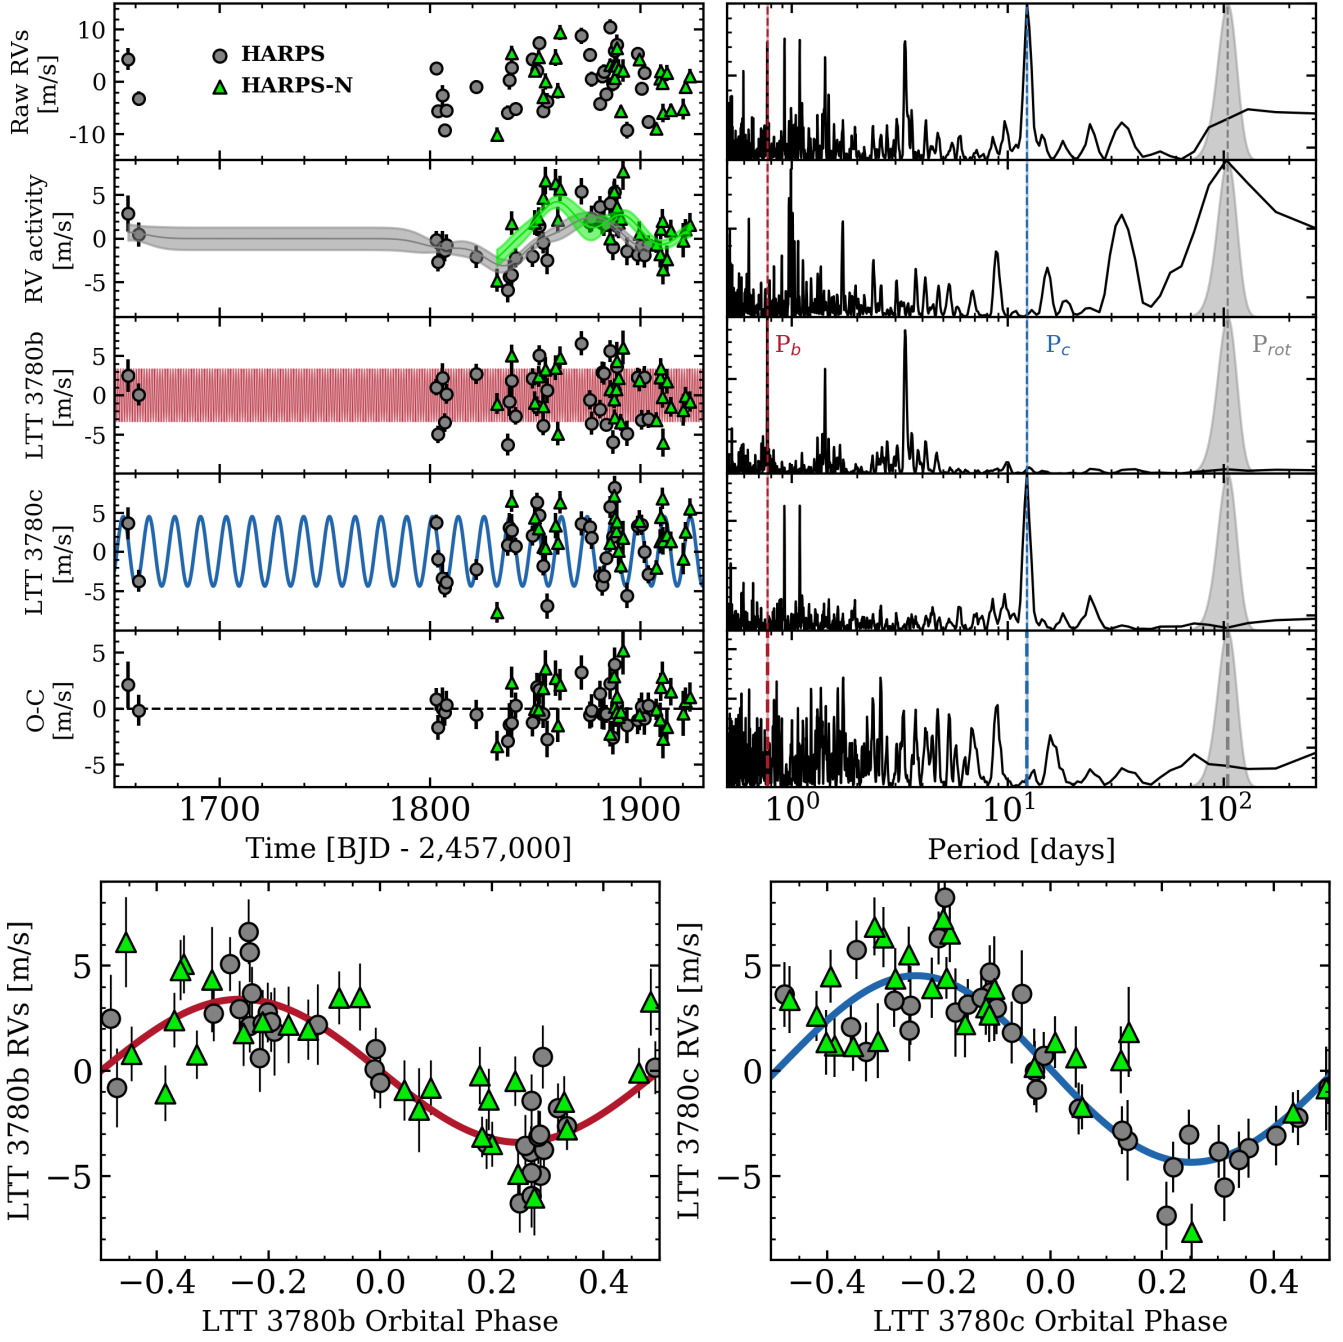 Raw RVs
[m/s]
10
0
-10
HARPS
HARPS-N
RV activity
[m/s]
5
0
-5
LTT 3780b
[m/s]
5
0
-5
P_b
P_c
P_rot
LTT 3780c
[m/s]
5
0
-5
O-C
[m/s]
5
0
-5
1700 1800 1900
Time [BJD - 2,457,000]
10^0 10^1 10^2
Period [days]
LTT 3780b RVs [m/s]
5
0
−5
−0.4 −0.2 0.0 0.2 0.4
LTT 3780b Orbital Phase
LTT 3780c RVs [m/s]
5
0
−5
−0.4 −0.2 0.0 0.2 0.4
LTT 3780c Orbital Phase